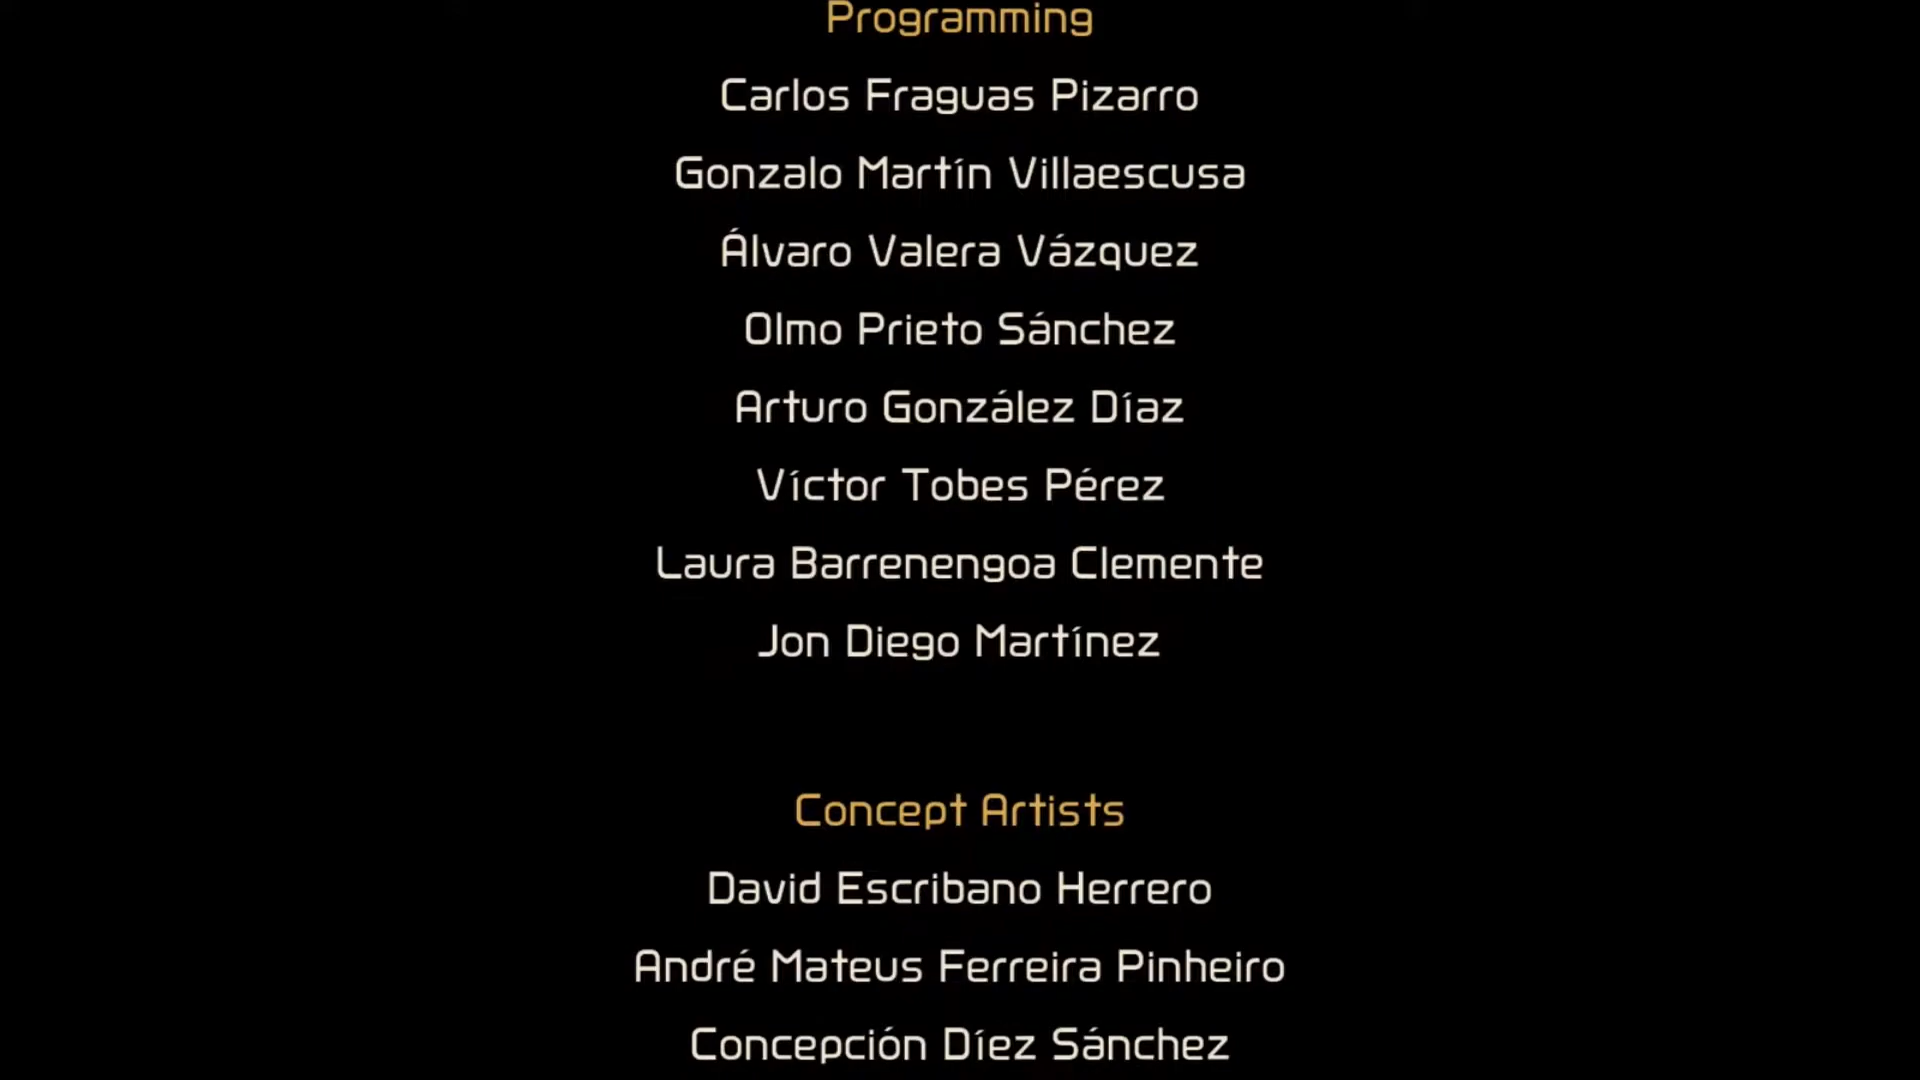 Programming
Carlos Fraguas Pizarro
Gonzalo Martín Villaescusa
Álvaro Valera Vázquez
Olmo Prieto Sánchez
Arturo González Díaz
Víctor Tobes Pérez
Laura Barrenengoa Clemente
Jon Diego Martínez
Concept Artists
David Escribano Herrero
André Mateus Ferreira Pinheiro
Concepción Díez Sánchez